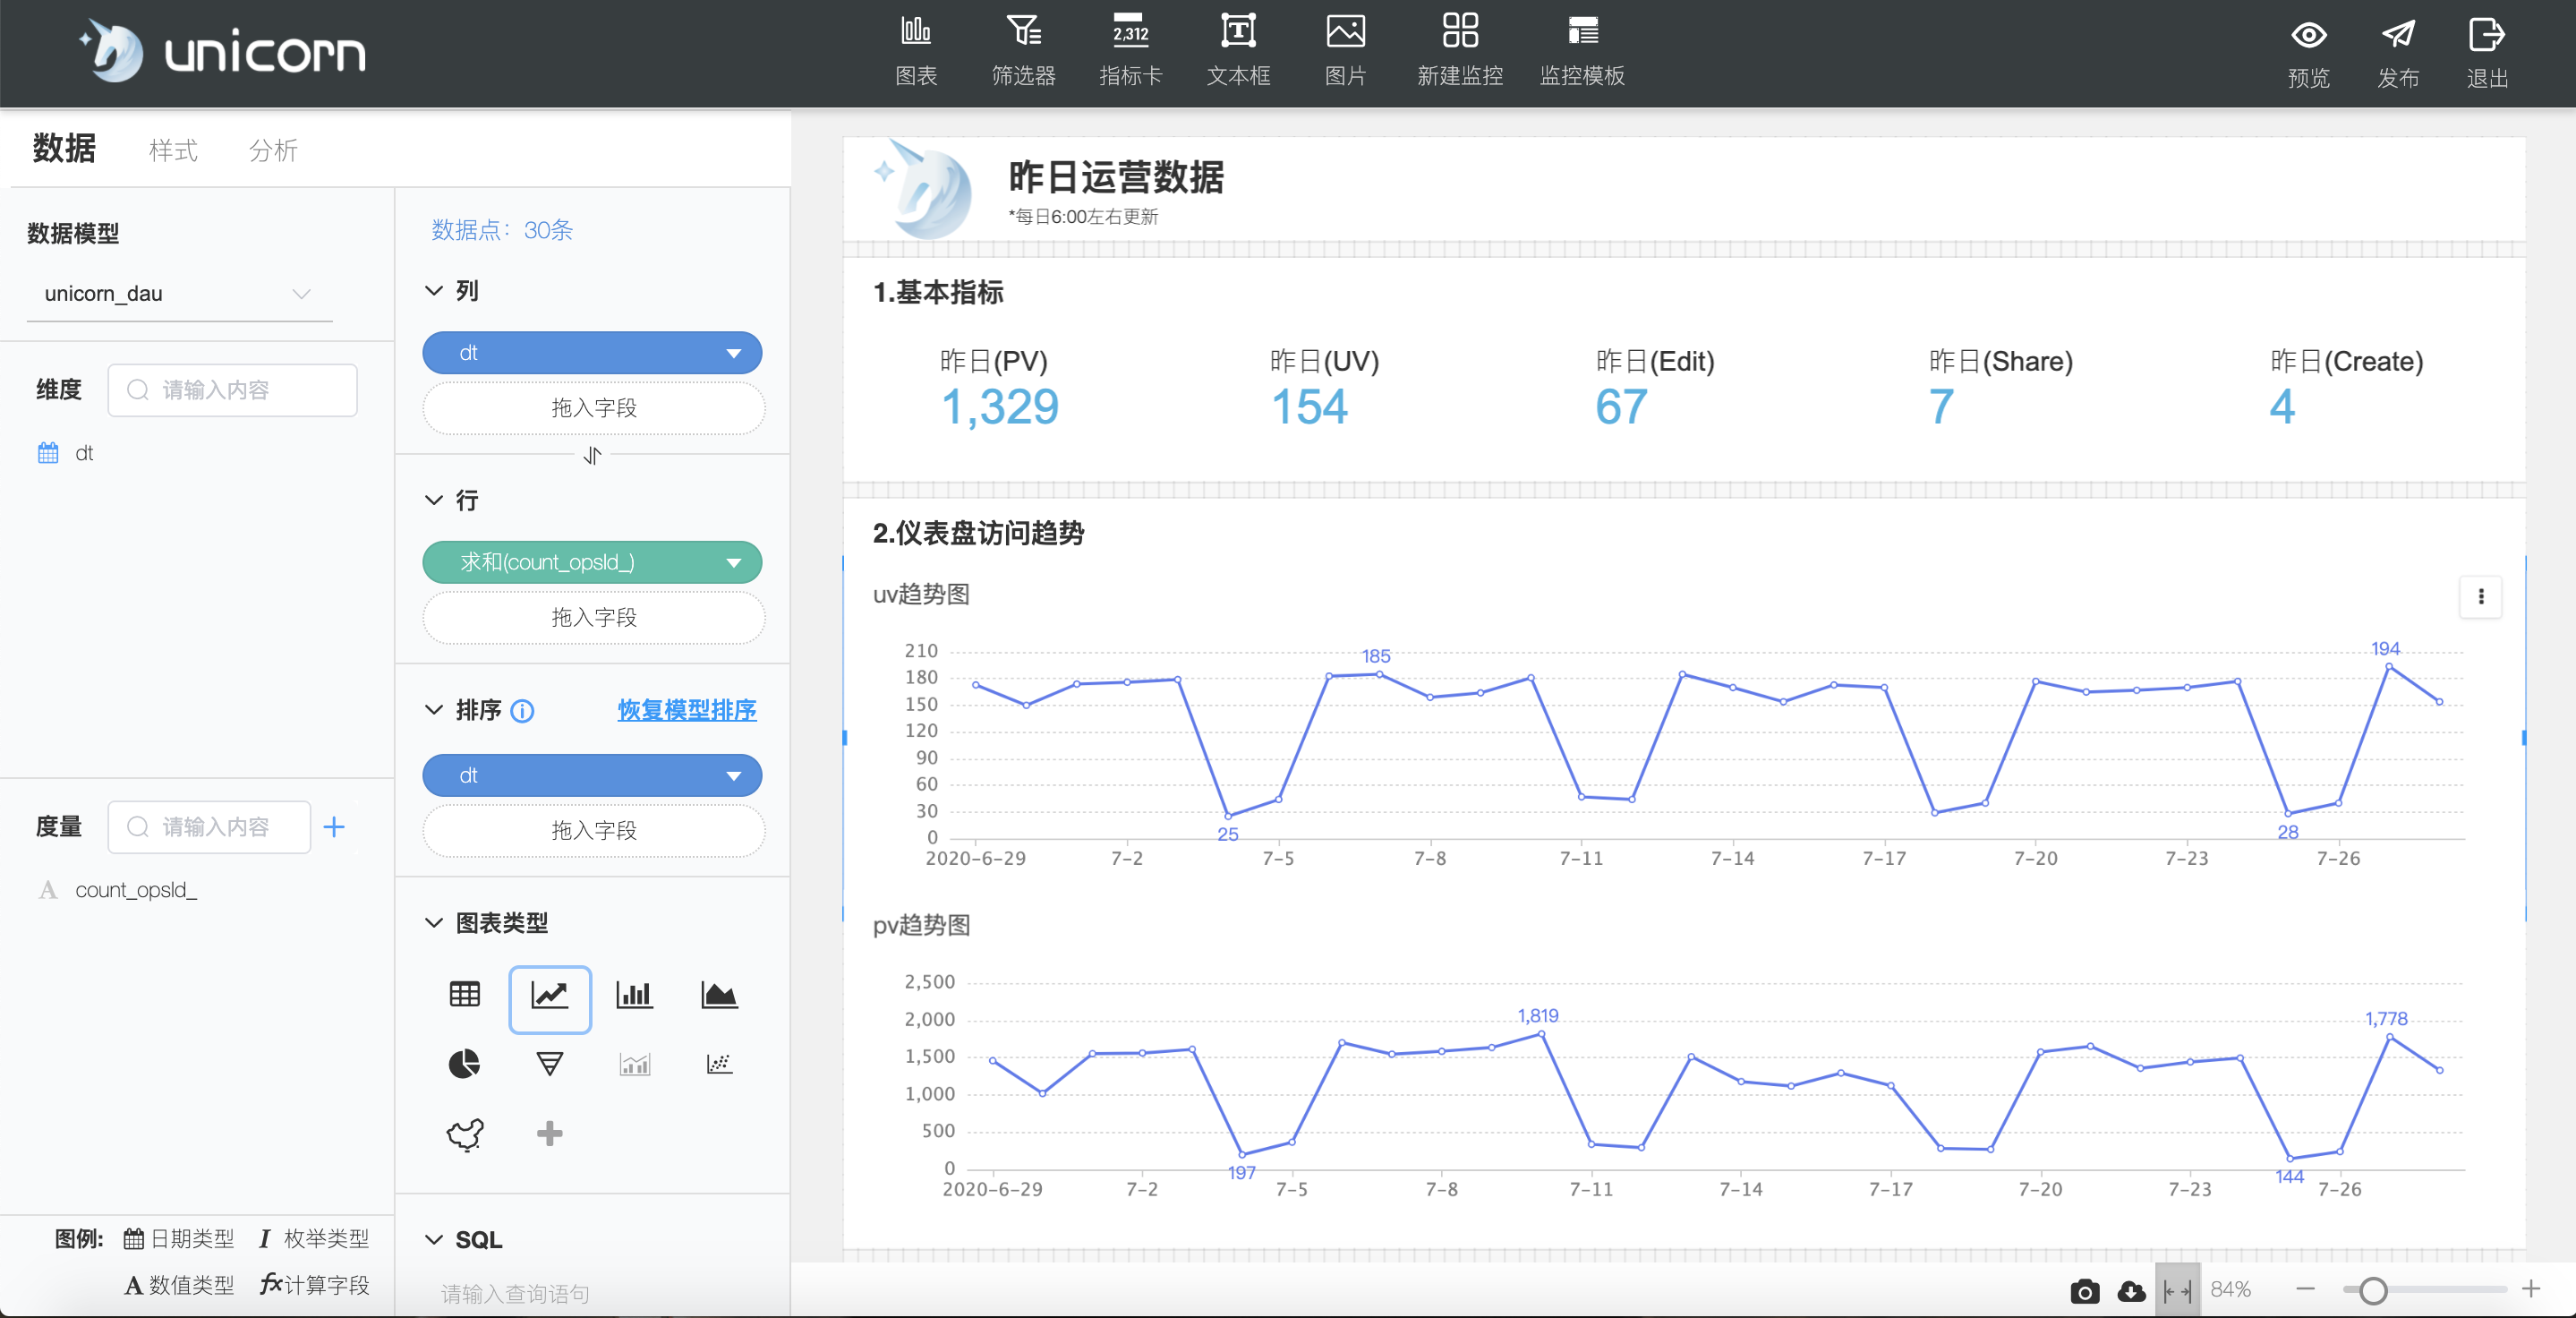 unicorn
图表 筛选器 2,312 指标卡 文本框 图片 新建监控 监控模板
预览 发布 退出
数据 样式 分析
数据模型
unicorn_dau
维度 请输入内容
dt
度量 请输入内容
A count_opsId_
图例: 日期类型 I 枚举类型
A 数值类型 fx 计算字段
数据点: 30条
列
dt
拖入字段
行
求和(count_opsId_)
拖入字段
排序 恢复模型排序
dt
拖入字段
图表类型
SQL
请输入查询语句
昨日运营数据
*每日6:00左右更新
1.基本指标
昨日(PV) 昨日(UV) 昨日(Edit) 昨日(Share) 昨日(Create)
1,329 154 67 7 4
2.仪表盘访问趋势
uv趋势图
210
180
150
120
90
60
30
0
185 194
25 28
2020-6-29 7-2 7-5 7-8 7-11 7-14 7-17 7-20 7-23 7-26
pv趋势图
2,500
2,000
1,500
1,000
500
0
1,819 1,778
197 144
2020-6-29 7-2 7-5 7-8 7-11 7-14 7-17 7-20 7-23 7-26
84%